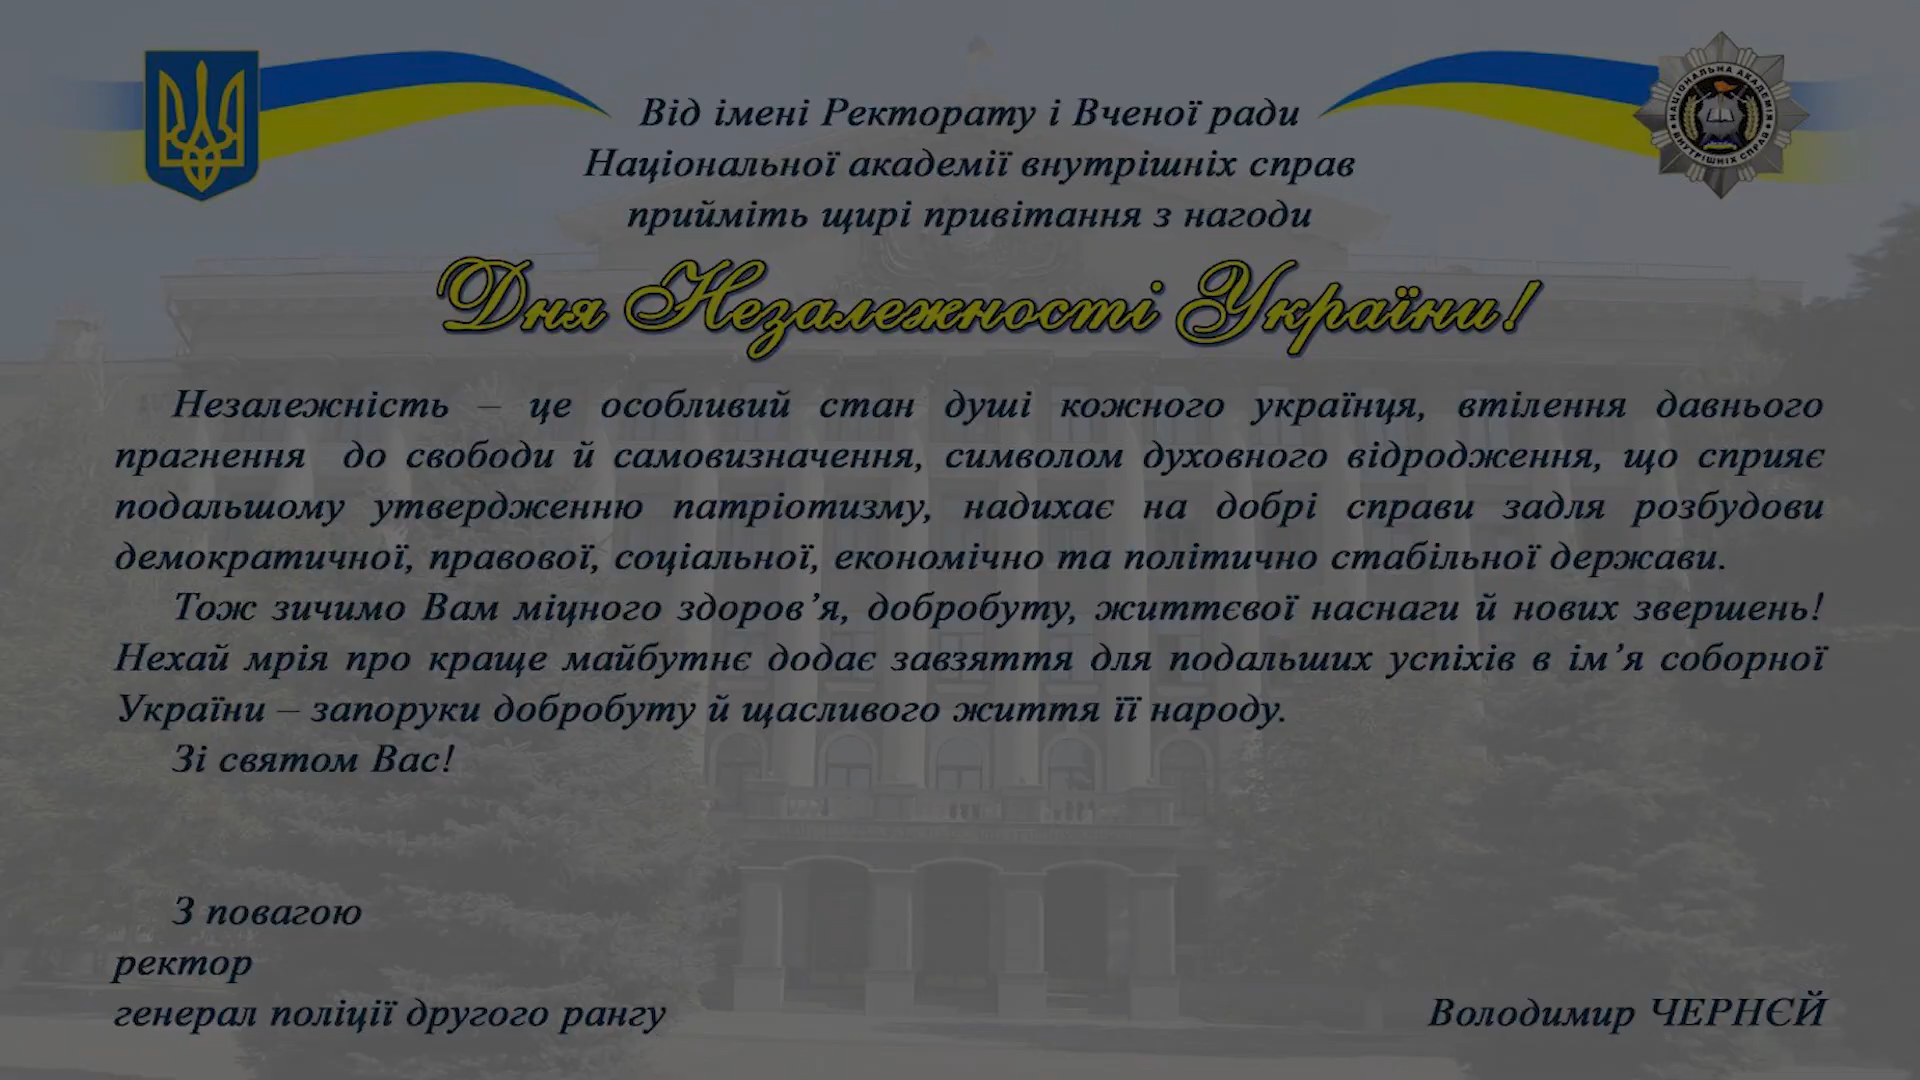 Від імені Ректорату і Вченої ради
Національної академії внутрішніх справ
прийміть щирі привітання з нагоди
Дня Незалежності України!
Незалежність – це особливий стан душі кожного українця, втілення давнього
прагнення до свободи й самовизначення, символом духовного відродження, що сприяє
подальшому утвердженню патріотизму, надихає на добрі справи задля розбудови
демократичної, правової, соціальної, економічно та політично стабільної держави.
Тож зичимо Вам міцного здоров’я, добробуту, життєвої наснаги й нових звершень!
Нехай мрія про краще майбутнє додає завзяття для подальших успіхів в ім’я соборної
України – запоруки добробуту й щасливого життя її народу.
Зі святом Вас!
З повагою
ректор
генерал поліції другого рангу
Володимир ЧЕРНЄЙ
НАЦІОНАЛЬНА АКАДЕМІЯ
ВНУТРІШНІХ СПРАВ